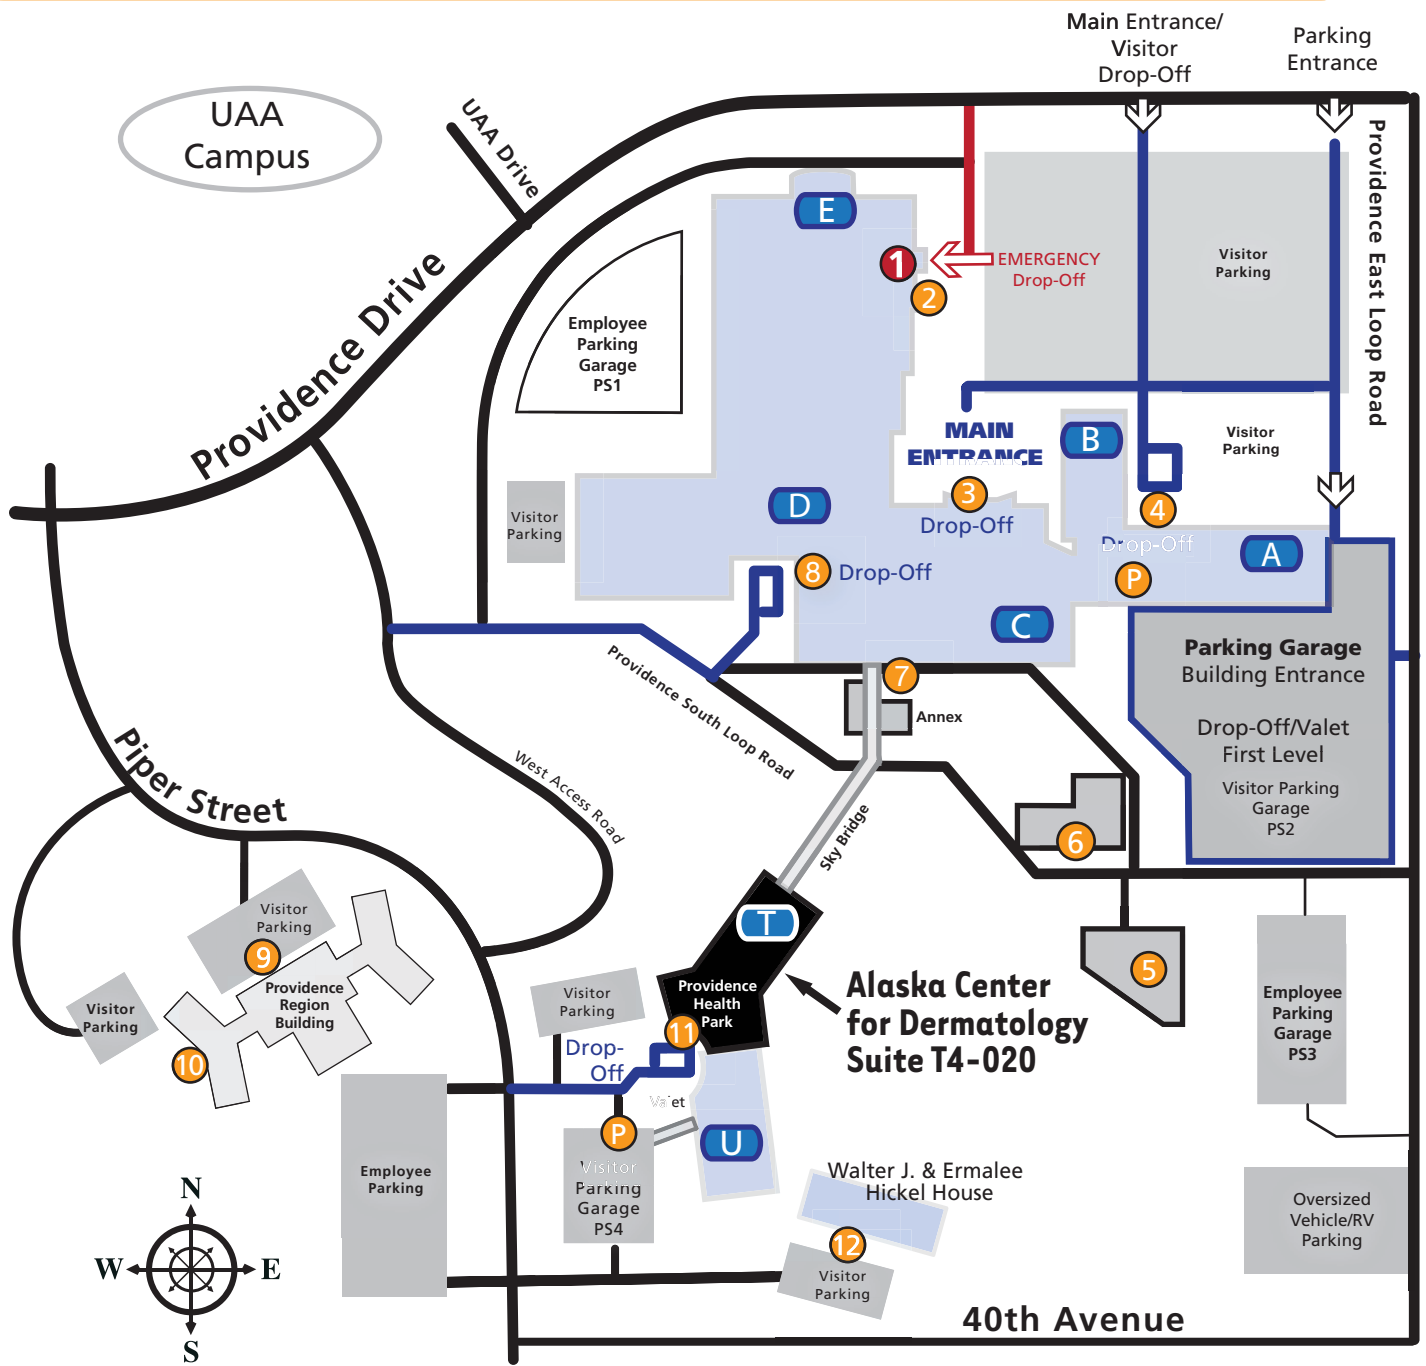 Main Entrance/
Visitor
Drop-Off
Parking
Entrance
UAA
Campus
UAA Drive
Providence Drive
Providence East Loop Road
E
1
2
EMERGENCY
Drop-Off
Visitor
Parking
Employee
Parking
Garage
PS1
MAIN
ENTRANCE
B
Visitor
Parking
3
Drop-Off
4
Drop-Off
P
A
Visitor
Parking
D
8
Drop-Off
C
Parking Garage
Building Entrance
Drop-Off/Valet
First Level
Visitor Parking
Garage
PS2
7
Annex
Providence South Loop Road
West Access Road
Piper Street
Sky Bridge
6
T
5
Providence
Health
Park
11
Alaska Center
for Dermatology
Suite T4-020
Visitor
Parking
9
Providence
Region
Building
Visitor
Parking
10
Visitor
Parking
Drop-
Off
Valet
P
U
Visitor
Parking
Garage
PS4
Employee
Parking
Employee
Parking
Garage
PS3
Walter J. & Ermalee
Hickel House
12
Visitor
Parking
Oversized
Vehicle/RV
Parking
40th Avenue
N
W
E
S